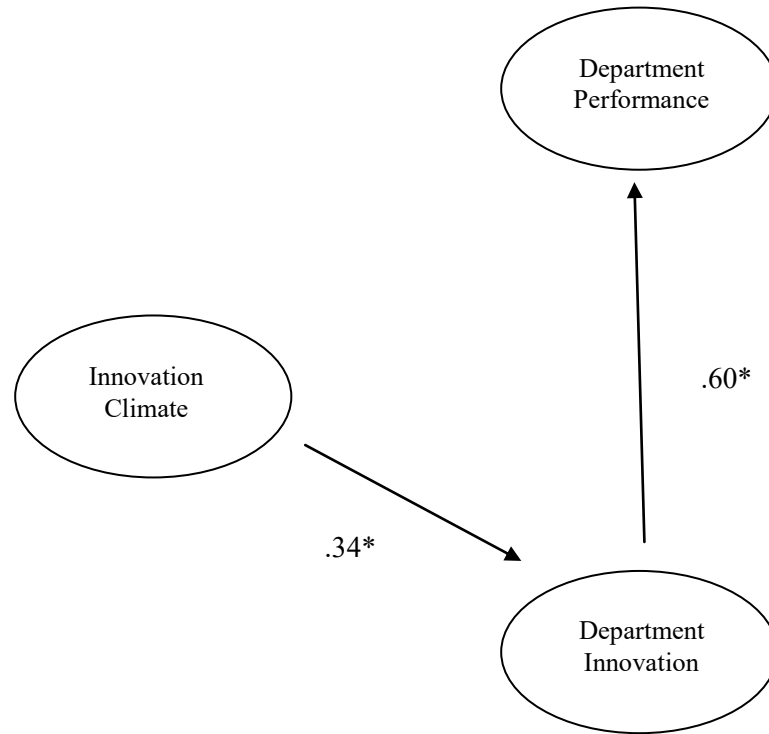 Department
Performance
Innovation
Climate
.60*
.34*
Department
Innovation